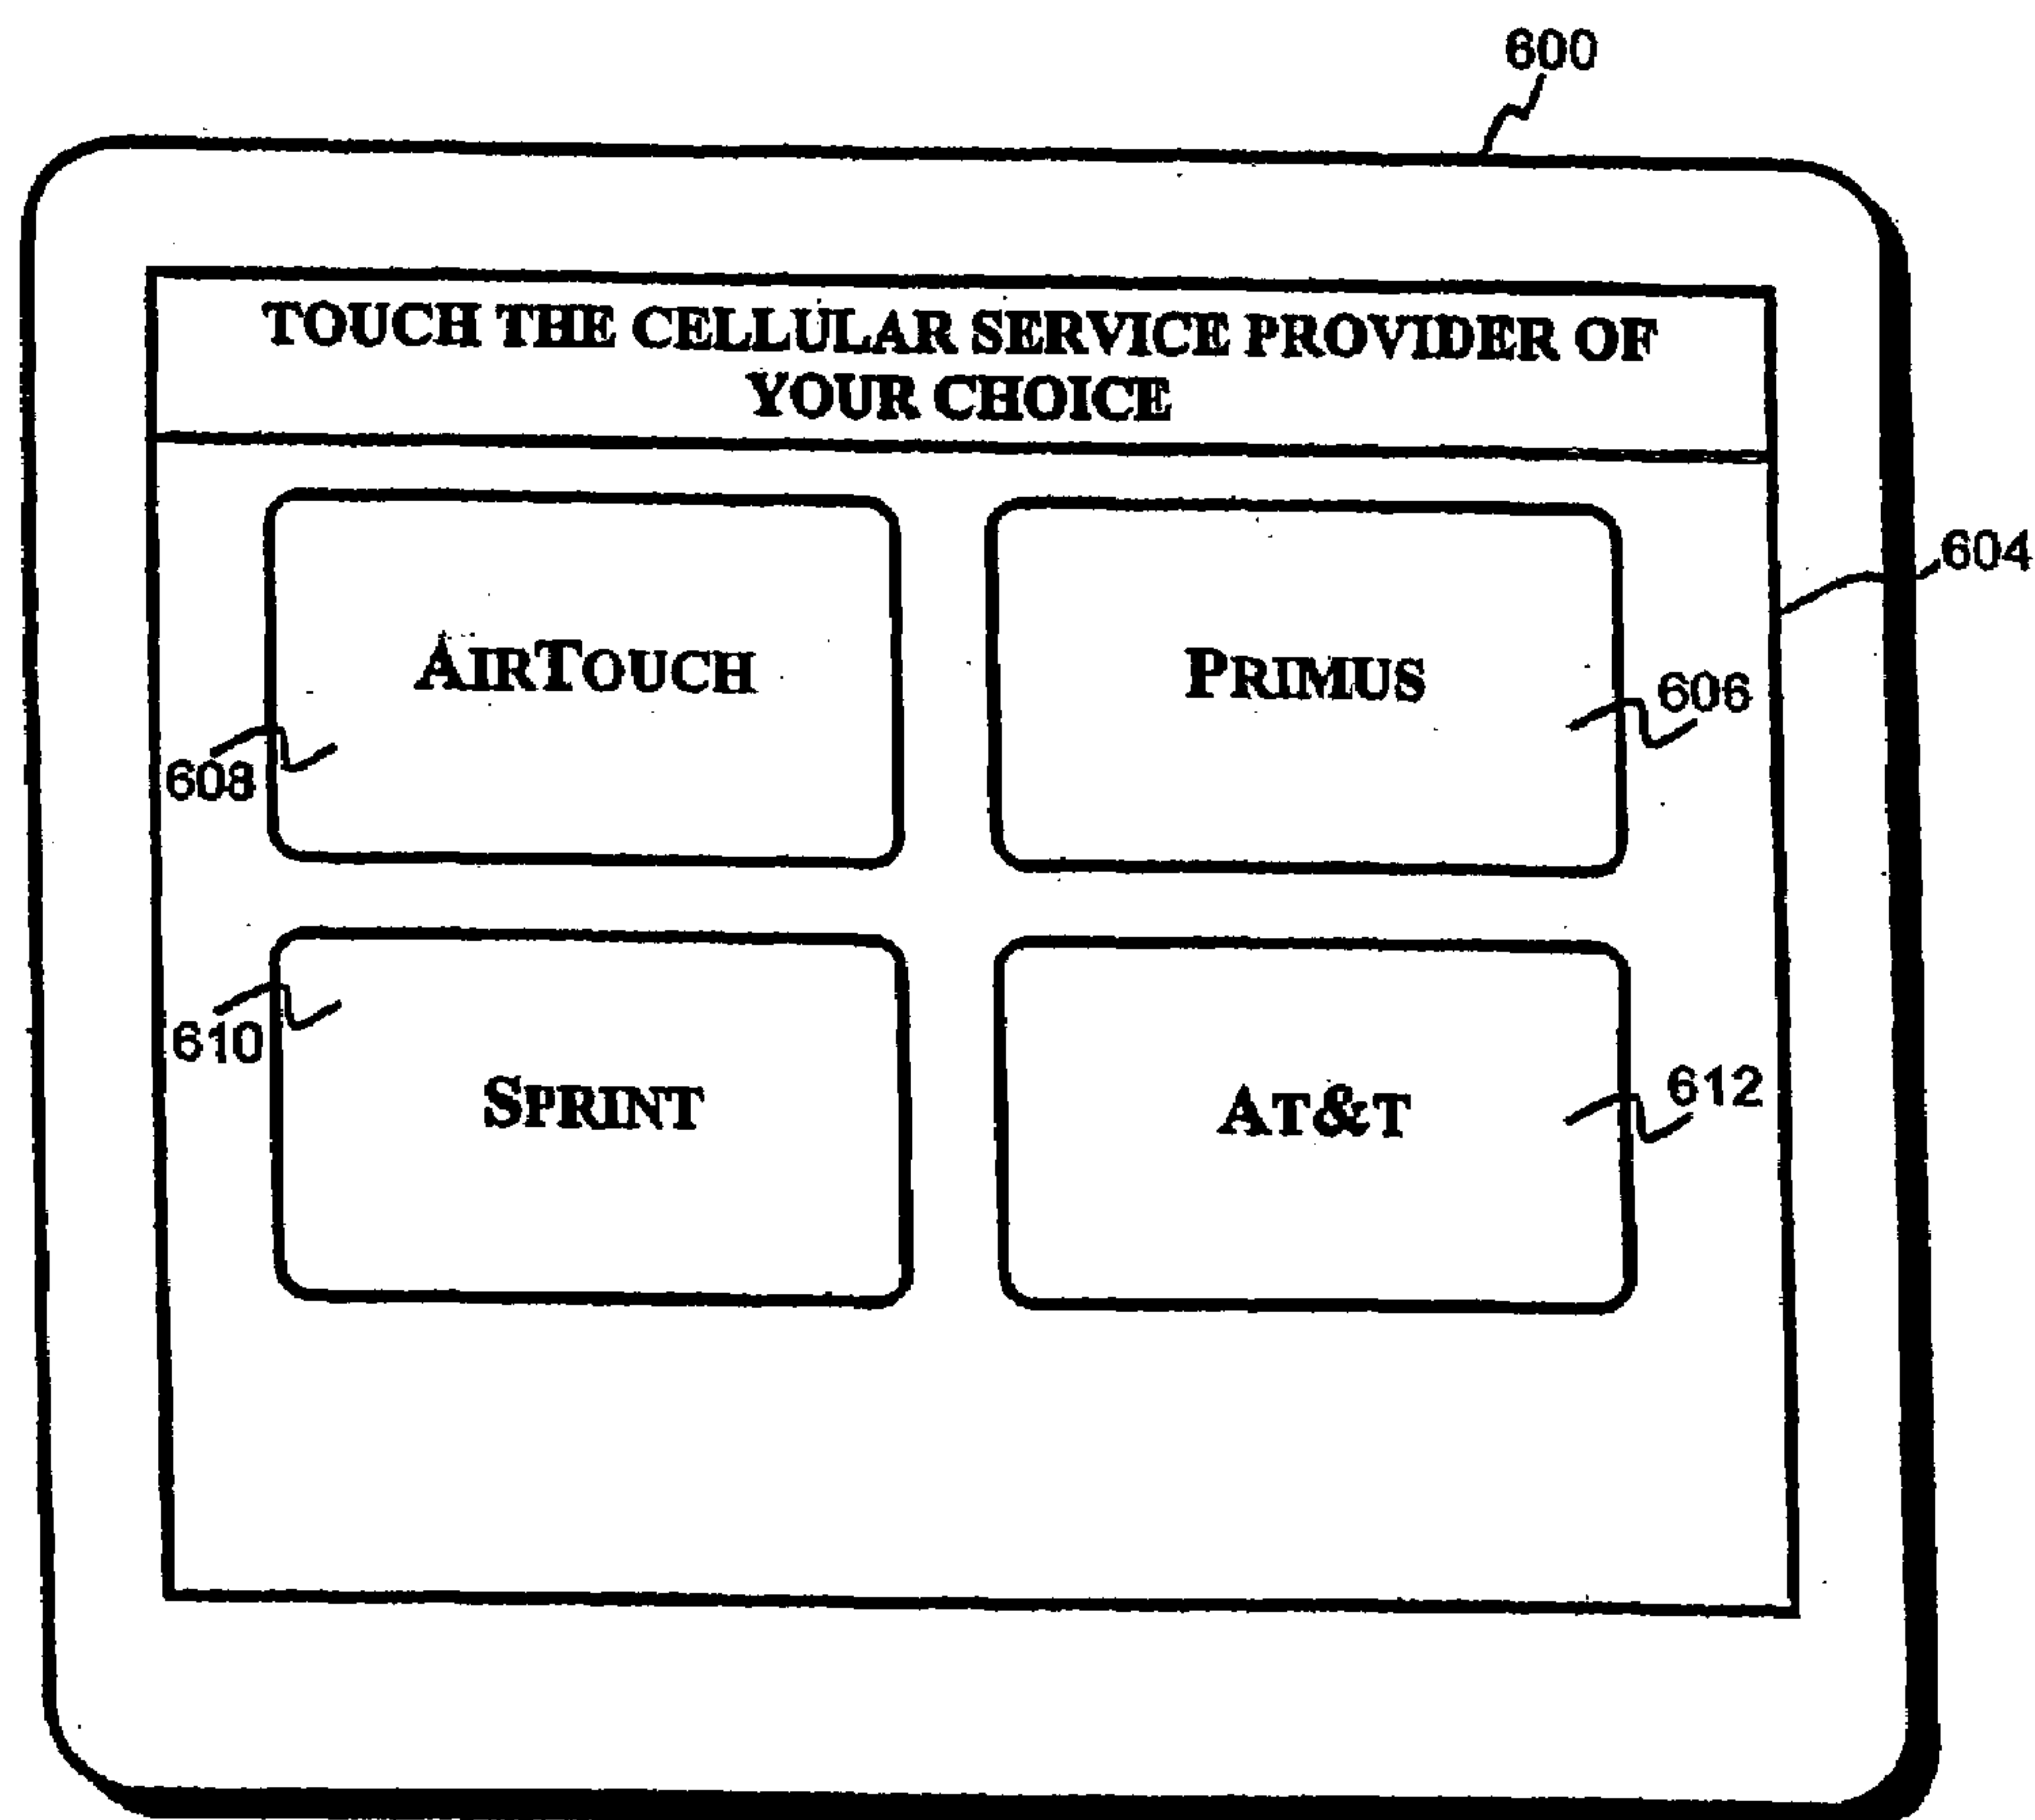 600
TOUCH THE CELLULAR SERVICE PROVIDER OF
YOUR CHOICE
604
AIRTOUCH
PRIMUS
606
608
610
SPRINT
AT&T
612